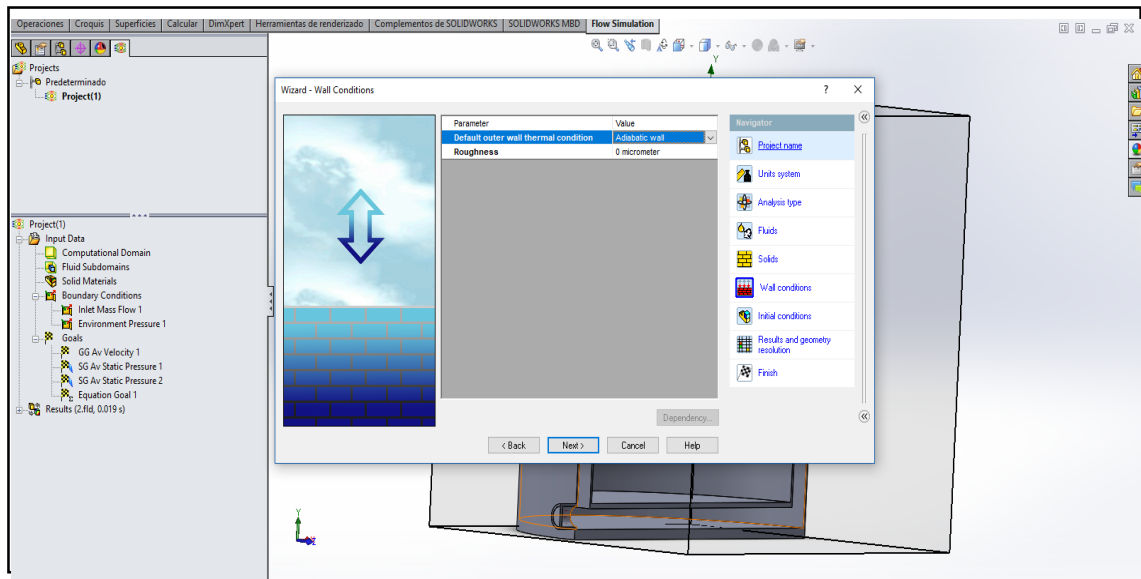 Operaciones Croquis Superficies Calcular DimXpert Herramientas de renderizado Complementos de SOLIDWORKS SOLIDWORKS MBD Flow Simulation
Projects
Predeterminado
Project(1)
Project(1)
Input Data
Computational Domain
Fluid Subdomains
Solid Materials
Boundary Conditions
Inlet Mass Flow 1
Environment Pressure 1
Goals
GG Av Velocity 1
SG Av Static Pressure 1
SG Av Static Pressure 2
Equation Goal 1
Results (2.fld, 0.019 s)
Y
Wizard - Wall Conditions ? X
Parameter Value
Default outer wall thermal condition Adiabatic wall
Roughness 0 micrometer
Dependency...
< Back Next > Cancel Help
Navigator
Project name
Units system
Analysis type
Fluids
Solids
Wall conditions
Initial conditions
Results and geometry
resolution
Finish
Y